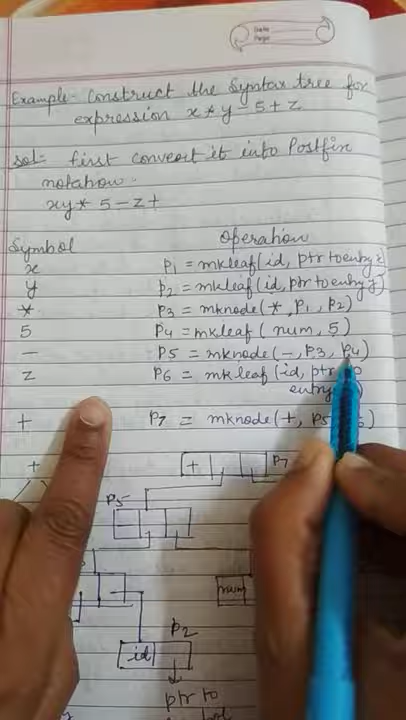 Date
Page
Example- Construct the Syntax tree for
expression x * y - 5 + z
Sol- first convert it into Postfix
notation.
xy* 5 - z +
Symbol Operation
x P1 = mkleaf(id, ptr to entry x)
y P2 = mkleaf(id, ptr to entry y)
* P3 = mknode(*, P1, P2)
5 P4 = mkleaf (num, 5)
- P5 = mknode(-, P3, P4)
z P6 = mkleaf(id, ptr to
entry
+ P7 = mknode(+, P5
+ + P7
P5
num
P2
id
ptr to